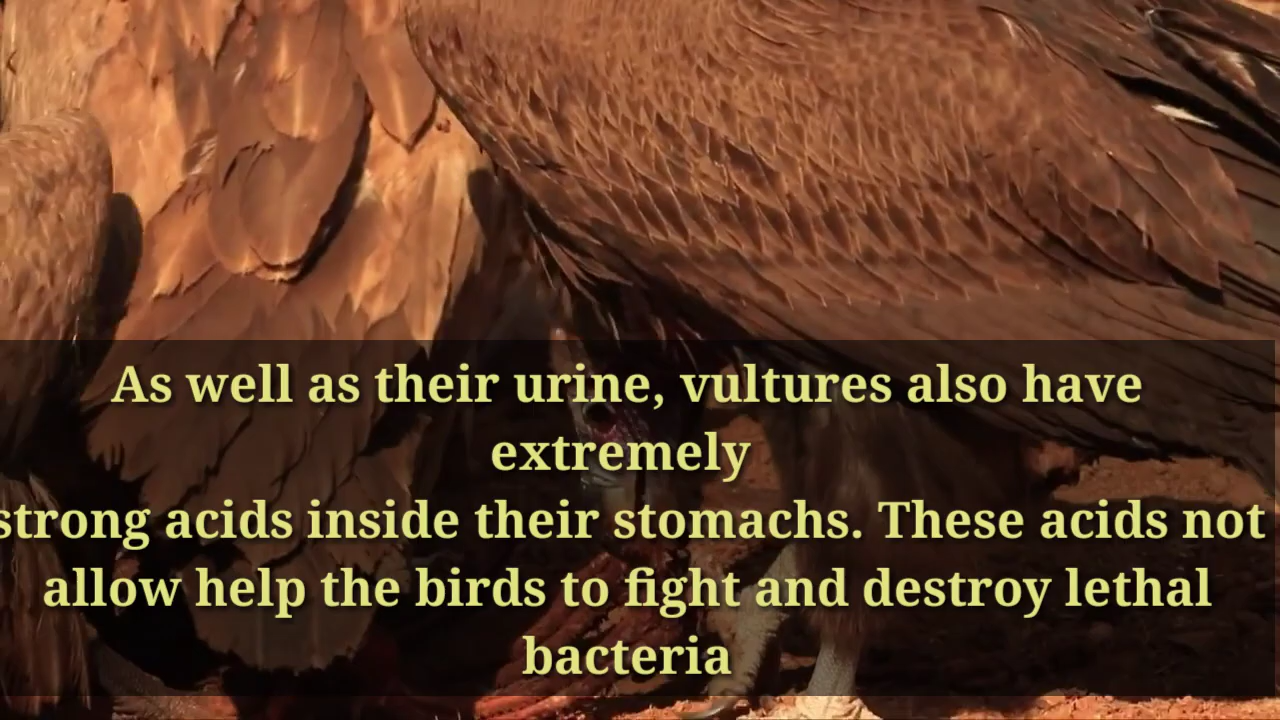 As well as their urine, vultures also have
extremely
strong acids inside their stomachs. These acids not
allow help the birds to fight and destroy lethal
bacteria